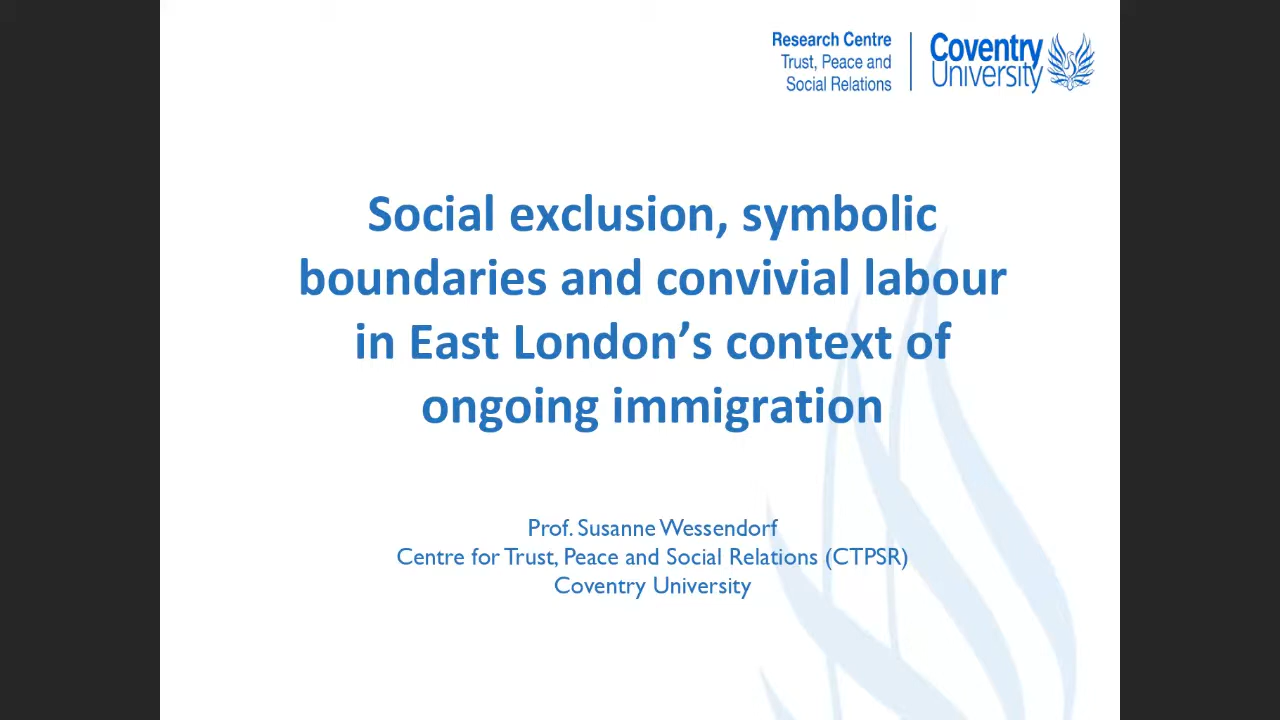 Research Centre
Trust, Peace and
Social Relations
Coventry
University
Social exclusion, symbolic
boundaries and convivial labour
in East London’s context of
ongoing immigration
Prof. Susanne Wessendorf
Centre for Trust, Peace and Social Relations (CTPSR)
Coventry University